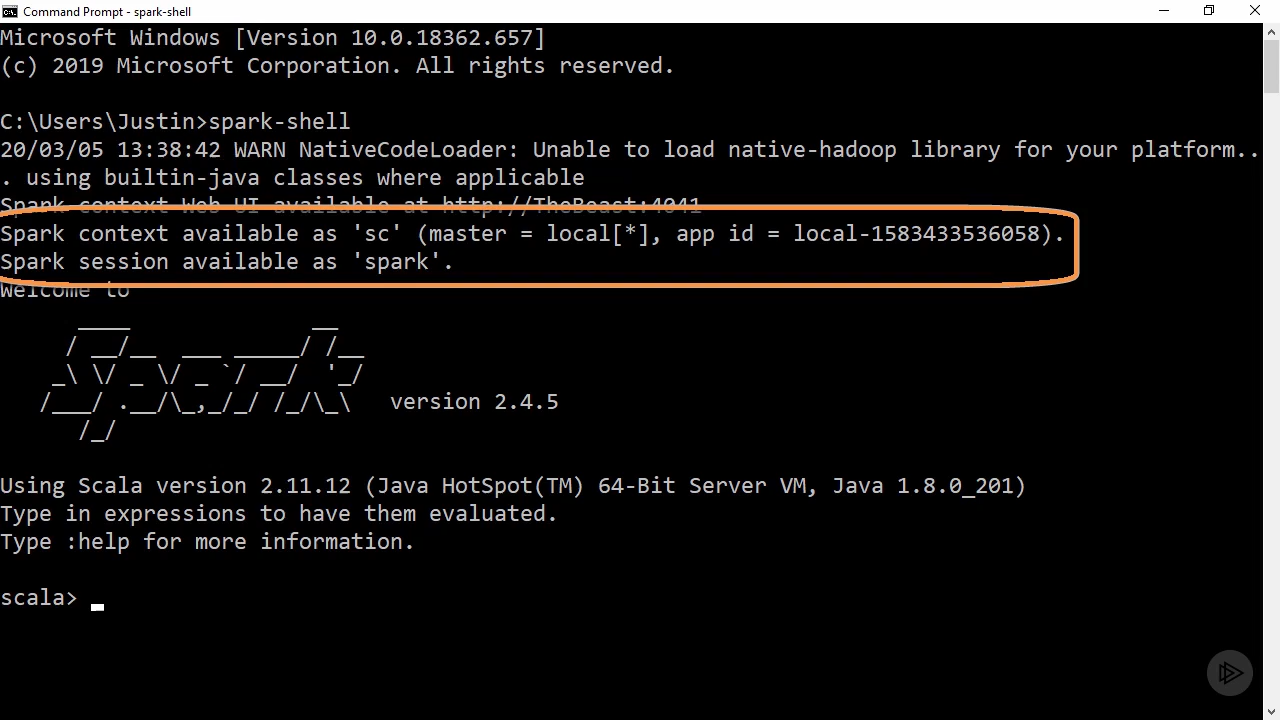 Command Prompt - spark-shell
Microsoft Windows [Version 10.0.18362.657]
(c) 2019 Microsoft Corporation. All rights reserved.
C:\Users\Justin>spark-shell
20/03/05 13:38:42 WARN NativeCodeLoader: Unable to load native-hadoop library for your platform..
. using builtin-java classes where applicable
Spark context Web UI available at http://TheBeast:4041
Spark context available as 'sc' (master = local[*], app id = local-1583433536058).
Spark session available as 'spark'.
Welcome to
Spark
version 2.4.5
Using Scala version 2.11.12 (Java HotSpot(TM) 64-Bit Server VM, Java 1.8.0_201)
Type in expressions to have them evaluated.
Type :help for more information.
scala>